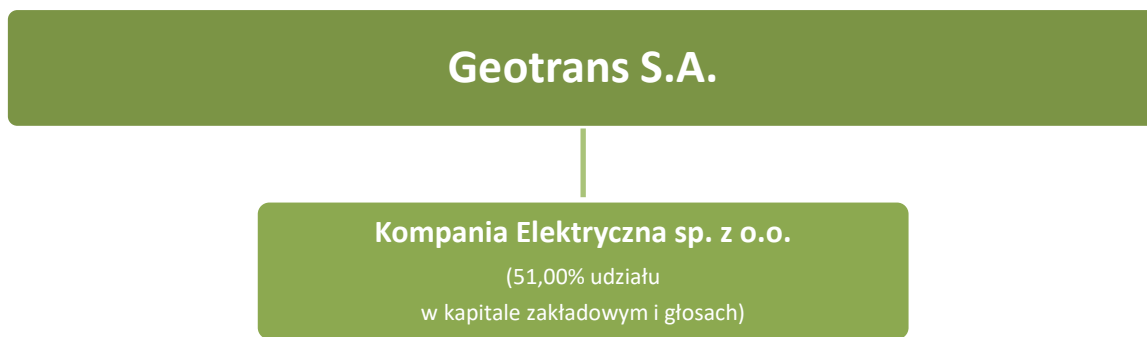 Geotrans S.A.
Kompania Elektryczna sp. z o.o.
(51,00% udziału
w kapitale zakładowym i głosach)